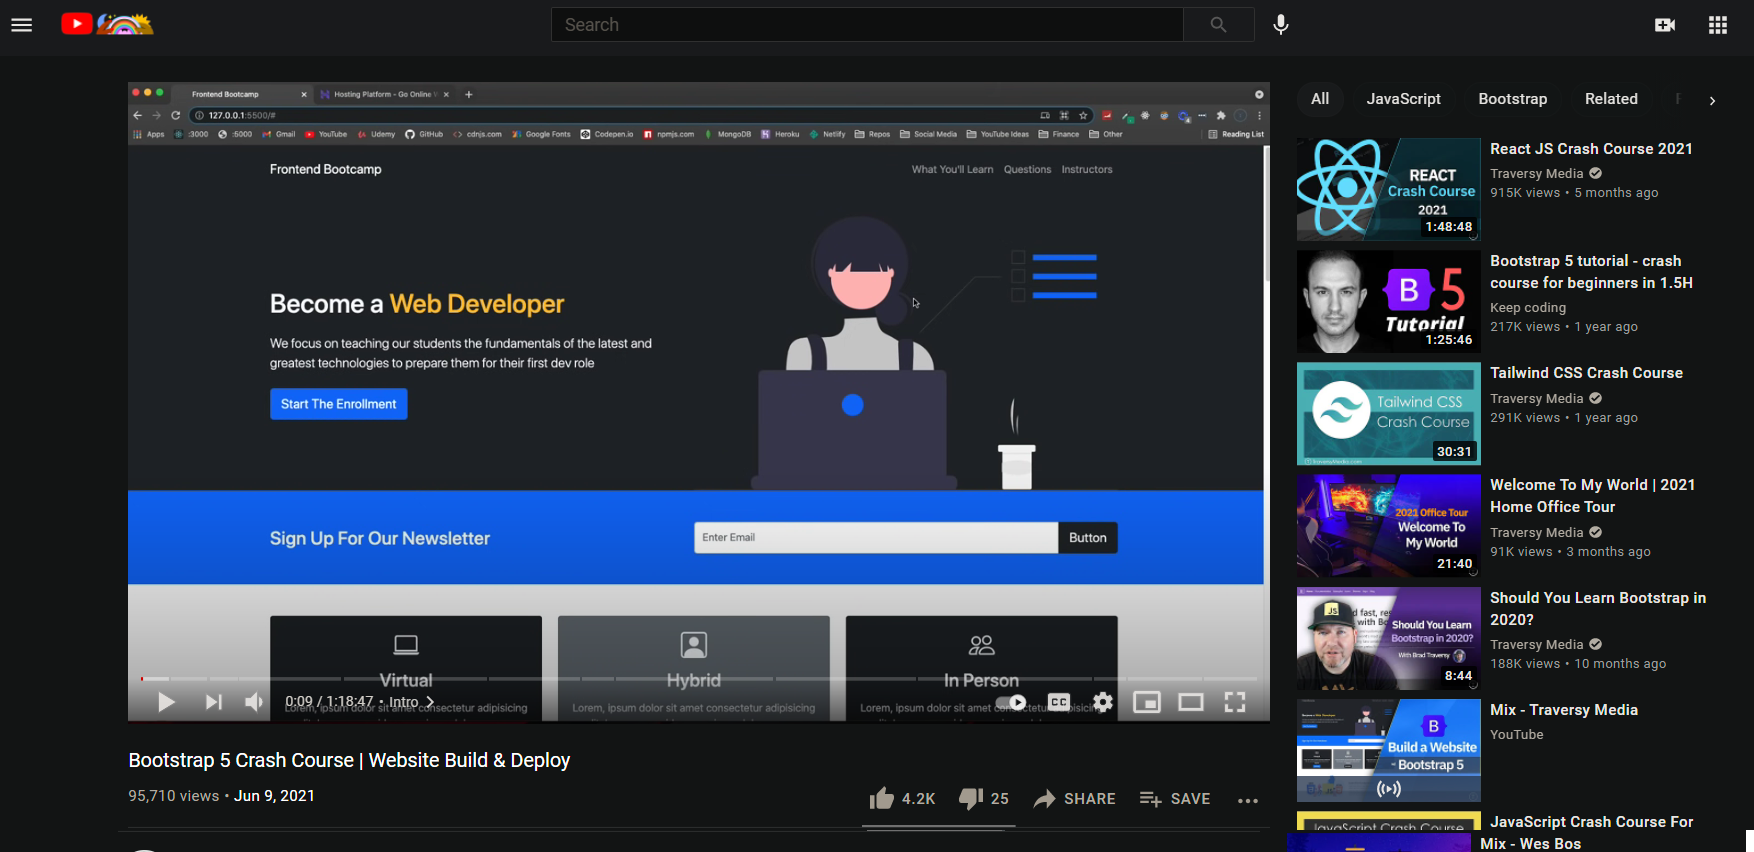 Search
Frontend Bootcamp
Hosting Platform - Go Online
127.0.0.1:5500/#
Apps :3000 :5000 Gmail YouTube Udemy GitHub cdnjs.com Google Fonts Codepen.io npmjs.com MongoDB Heroku Netlify Repos Social Media YouTube Ideas Finance Other Reading List
Frontend Bootcamp
What You'll Learn Questions Instructors
Become a Web Developer
We focus on teaching our students the fundamentals of the latest and
greatest technologies to prepare them for their first dev role
Start The Enrollment
Sign Up For Our Newsletter
Enter Email
Button
Virtual
Hybrid
In Person
Lorem, ipsum dolor sit amet consectetur adipisicing
Lorem, ipsum dolor sit amet consectetur adipisicing
Lorem, ipsum dolor sit amet consectetur adipisicing
0:09 / 1:18:47 • Intro
CC
Bootstrap 5 Crash Course | Website Build & Deploy
95,710 views • Jun 9, 2021
4.2K
25
SHARE
SAVE
All
JavaScript
Bootstrap
Related
REACT
Crash Course
2021
1:48:48
React JS Crash Course 2021
Traversy Media
915K views • 5 months ago
B 5
Tutorial
1:25:46
Bootstrap 5 tutorial - crash
course for beginners in 1.5H
Keep coding
217K views • 1 year ago
Tailwind CSS
Crash Course
30:31
Tailwind CSS Crash Course
Traversy Media
291K views • 1 year ago
2021 Office Tour
Welcome To
My World
21:40
Welcome To My World | 2021
Home Office Tour
Traversy Media
91K views • 3 months ago
JS
Should You Learn
Bootstrap in 2020?
With Brad Traversy
8:44
Should You Learn Bootstrap in
2020?
Traversy Media
188K views • 10 months ago
B
Build a Website
Bootstrap 5
Mix - Traversy Media
YouTube
JavaScript Crash Course
JavaScript Crash Course For
Mix - Wes Bos